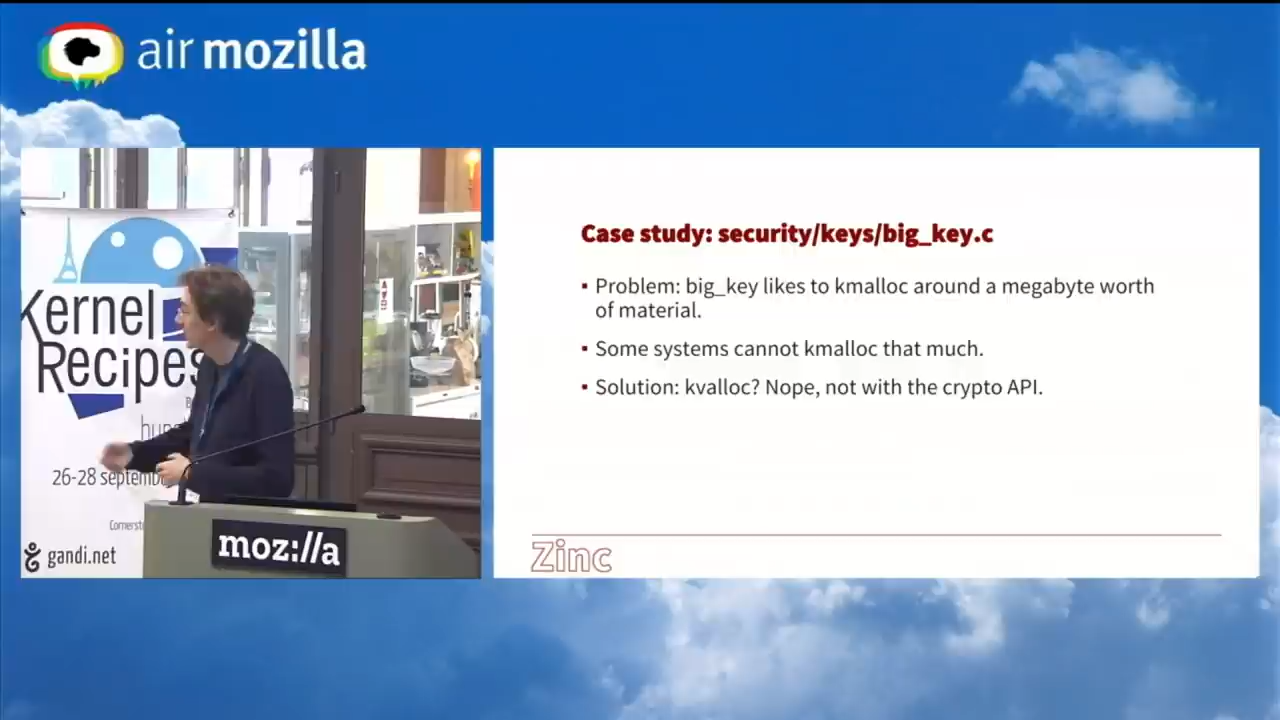 air mozilla
Kernel
Recipes
26-28 septemb
gandi.net
moz://a
Case study: security/keys/big_key.c
▪ Problem: big_key likes to kmalloc around a megabyte worth
of material.
▪ Some systems cannot kmalloc that much.
▪ Solution: kvalloc? Nope, not with the crypto API.
Zinc